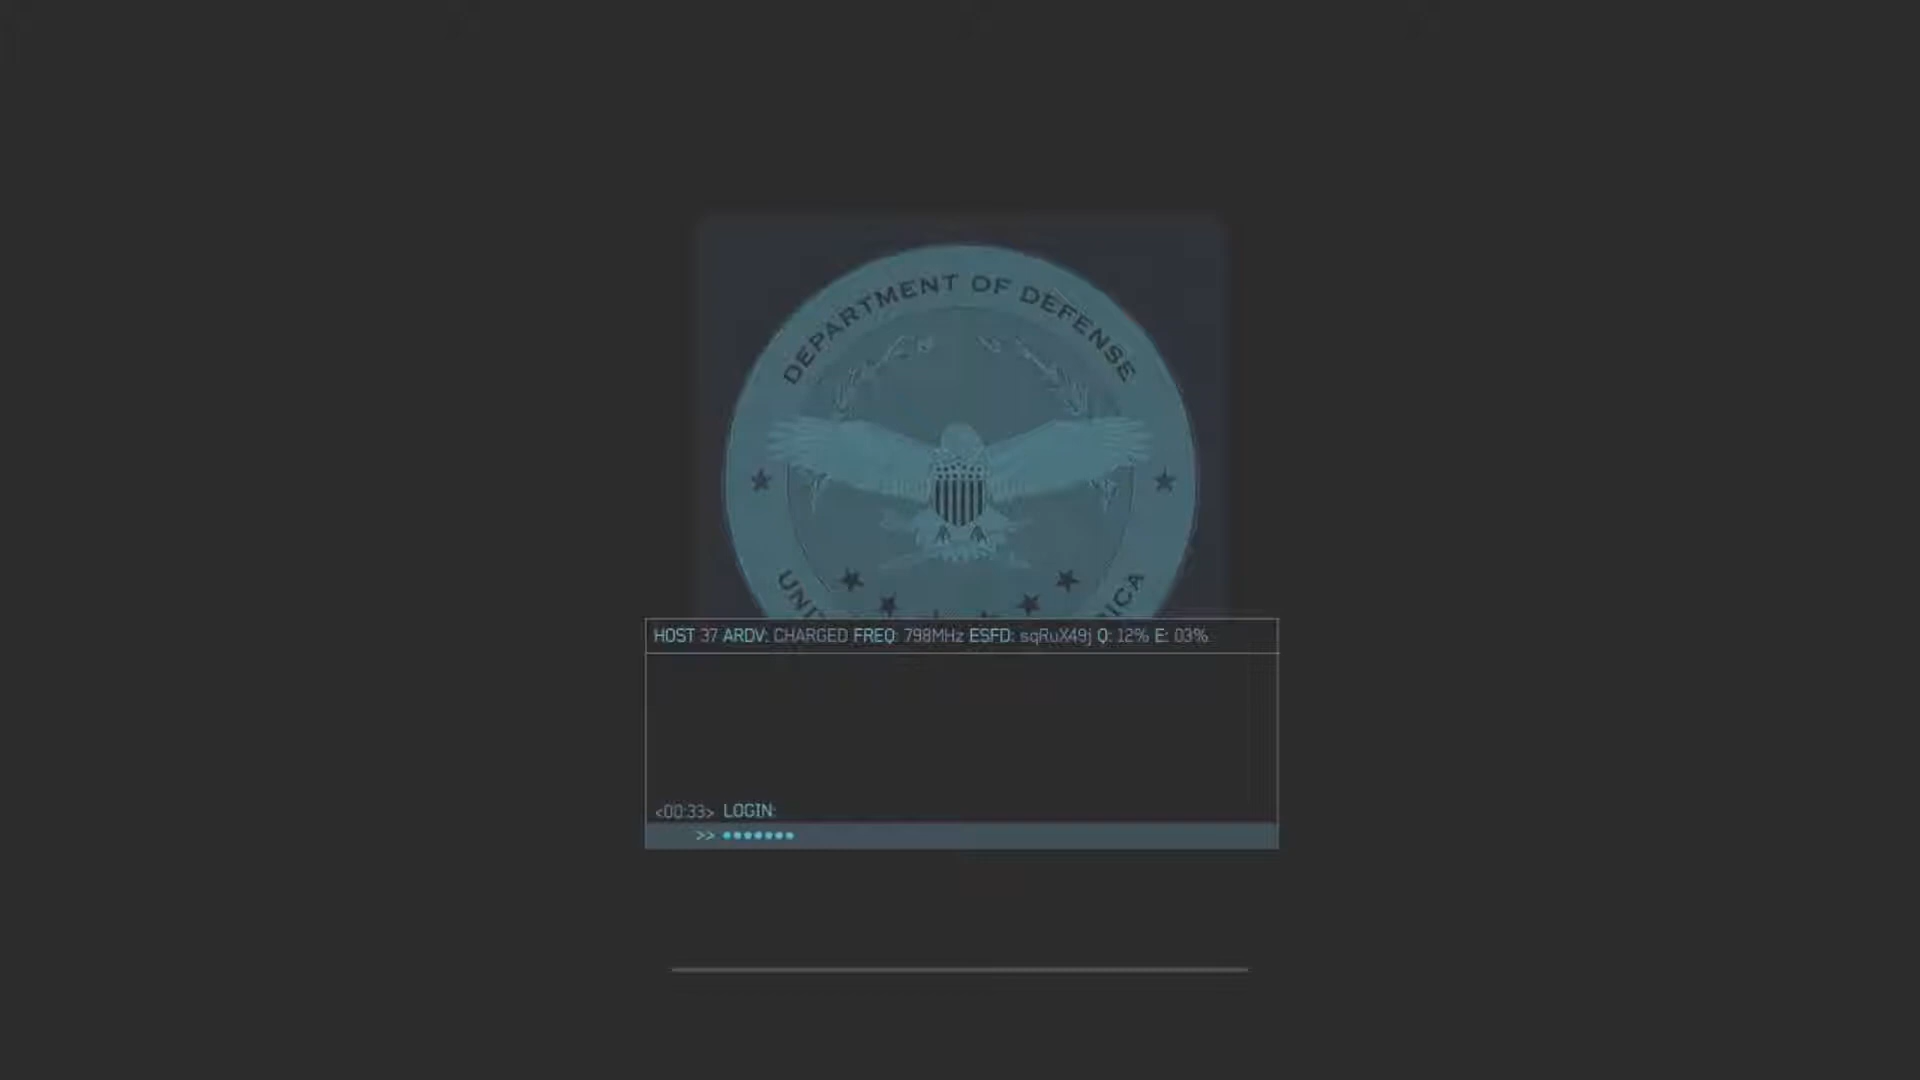 DEPARTMENT OF DEFENSE
HOST 37 ARDV: CHARGED FREQ: 798MHz ESFD: sqRuX49j Q: 12% E: 03%
<00:33> LOGIN:
>> •••••••